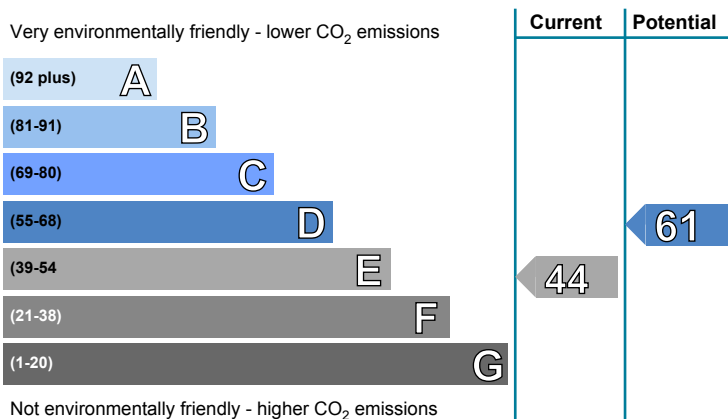 Very environmentally friendly - lower CO₂ emissions
Current
Potential
(92 plus) A
(81-91) B
(69-80) C
(55-68) D
61
(39-54 E
44
(21-38) F
(1-20) G
Not environmentally friendly - higher CO₂ emissions